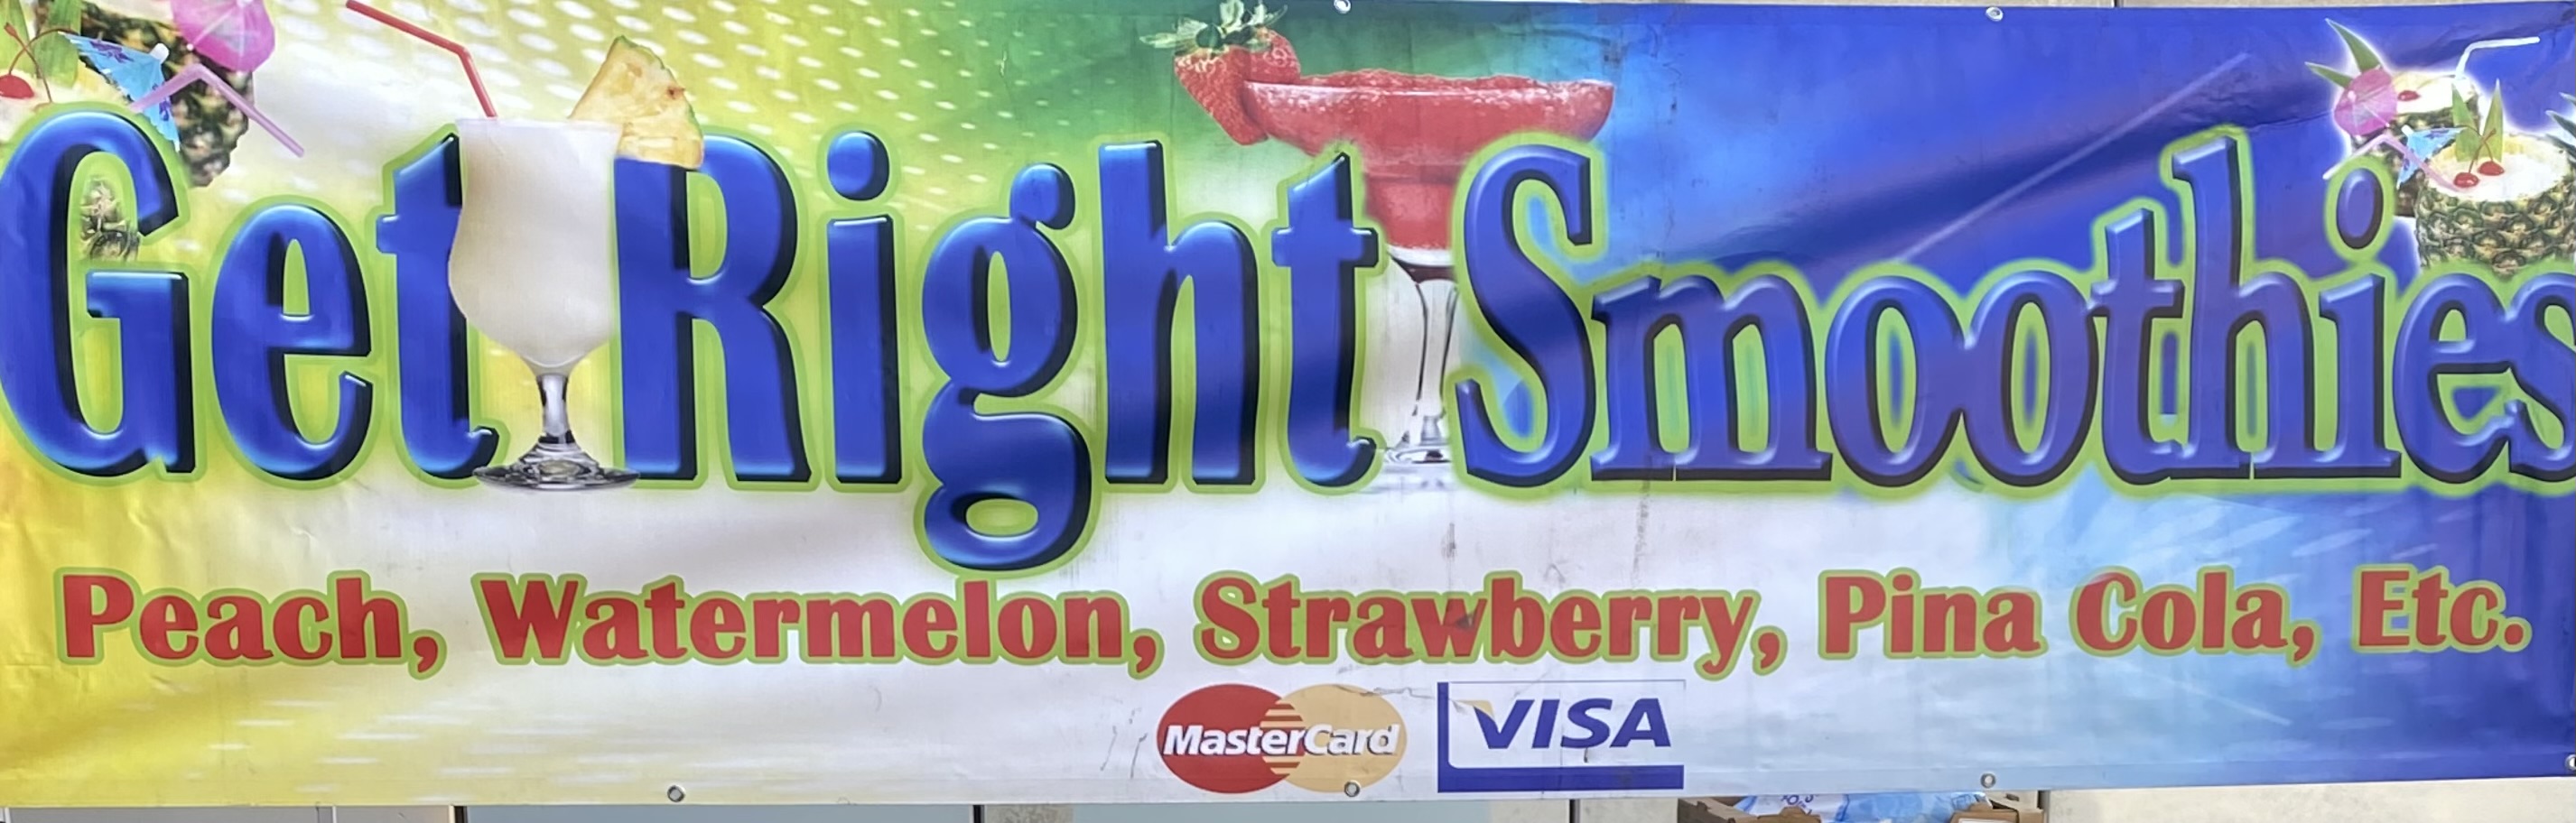 Get Right Smoothies
Peach, Watermelon, Strawberry, Pina Cola, Etc.
MasterCard VISA